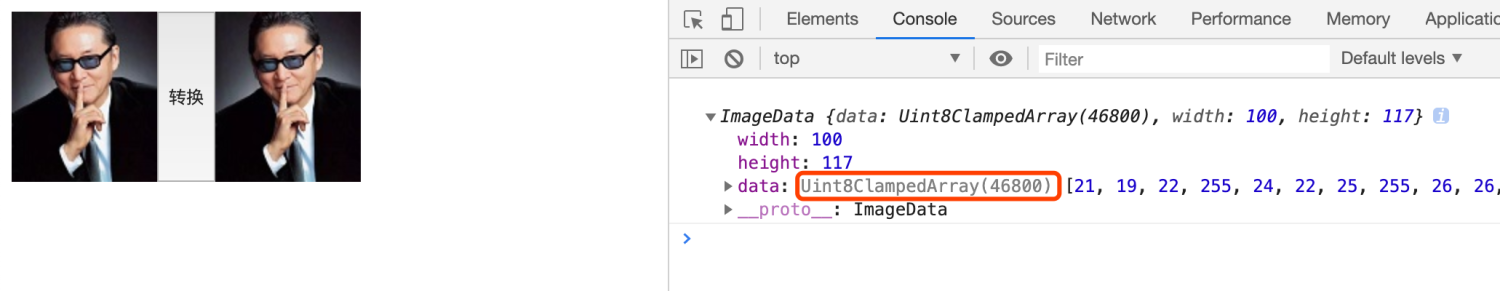 转换
Elements Console Sources Network Performance Memory Applicatio
top ▼ Filter Default levels ▼
▼ImageData {data: Uint8ClampedArray(46800), width: 100, height: 117} i
width: 100
height: 117
▶data: Uint8ClampedArray(46800) [21, 19, 22, 255, 24, 22, 25, 255, 26, 26,
▶__proto__: ImageData
>